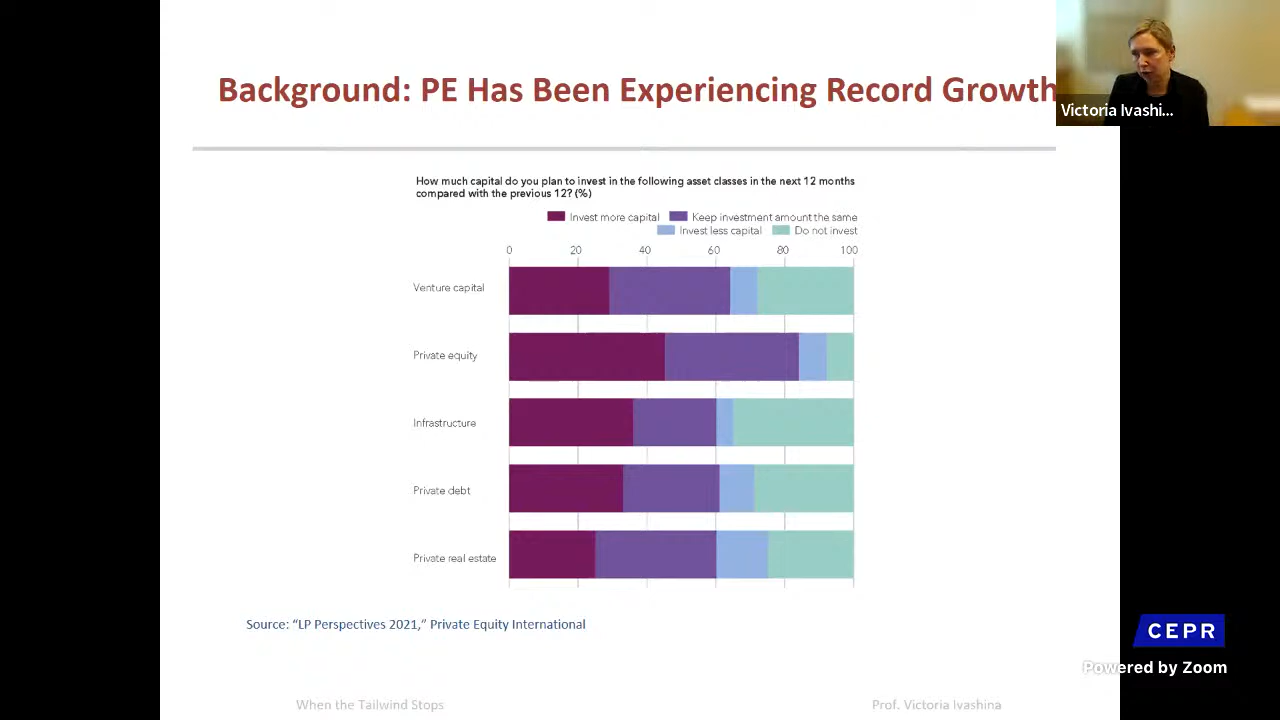 Background: PE Has Been Experiencing Record Growth
Victoria Ivashi...
How much capital do you plan to invest in the following asset classes in the next 12 months
compared with the previous 12? (%)
Invest more capital Keep investment amount the same
Invest less capital Do not invest
0 20 40 60 80 100
Venture capital
Private equity
Infrastructure
Private debt
Private real estate
Source: “LP Perspectives 2021,” Private Equity International
CEPR
Powered by Zoom
When the Tailwind Stops
Prof. Victoria Ivashina